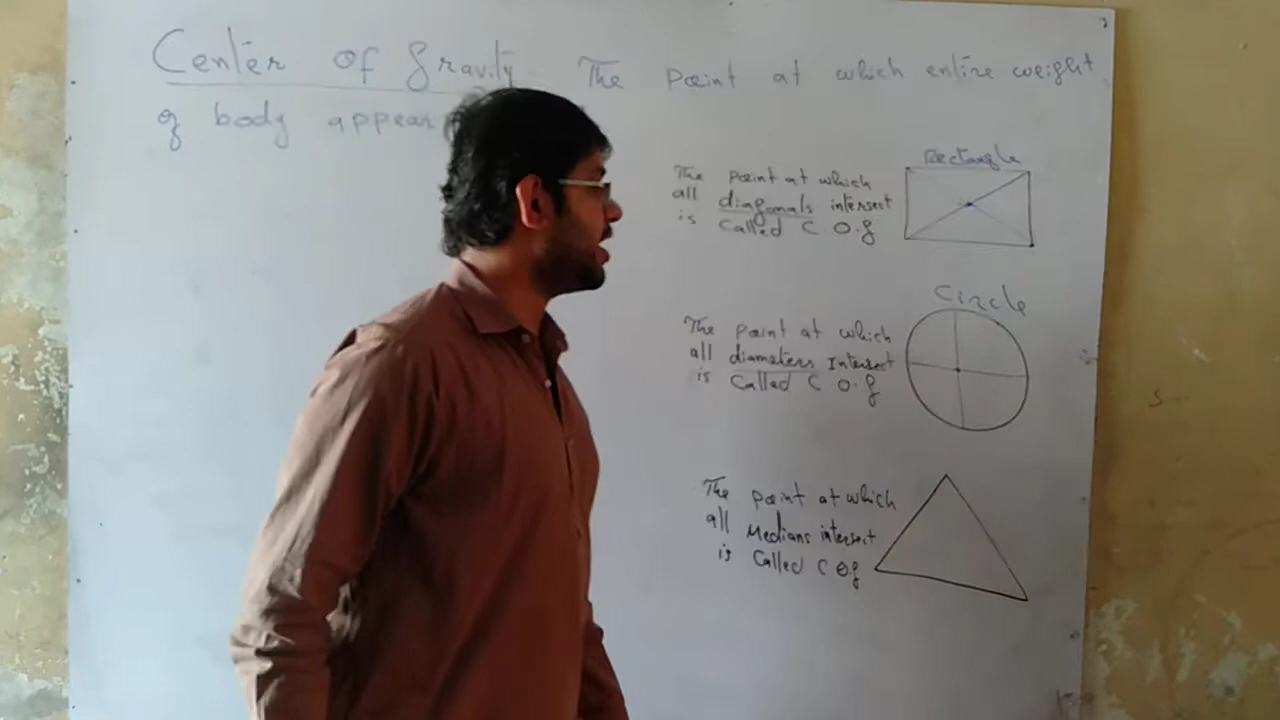 Center of gravity The point at which entire weight
of body appear
Rectangle
The point at which
all diagonals intersect
is called C O.g
Circle
The point at which
all diameters Intersect
is Called C O.g
The point at which
all Medians intersect
is Called C O.g